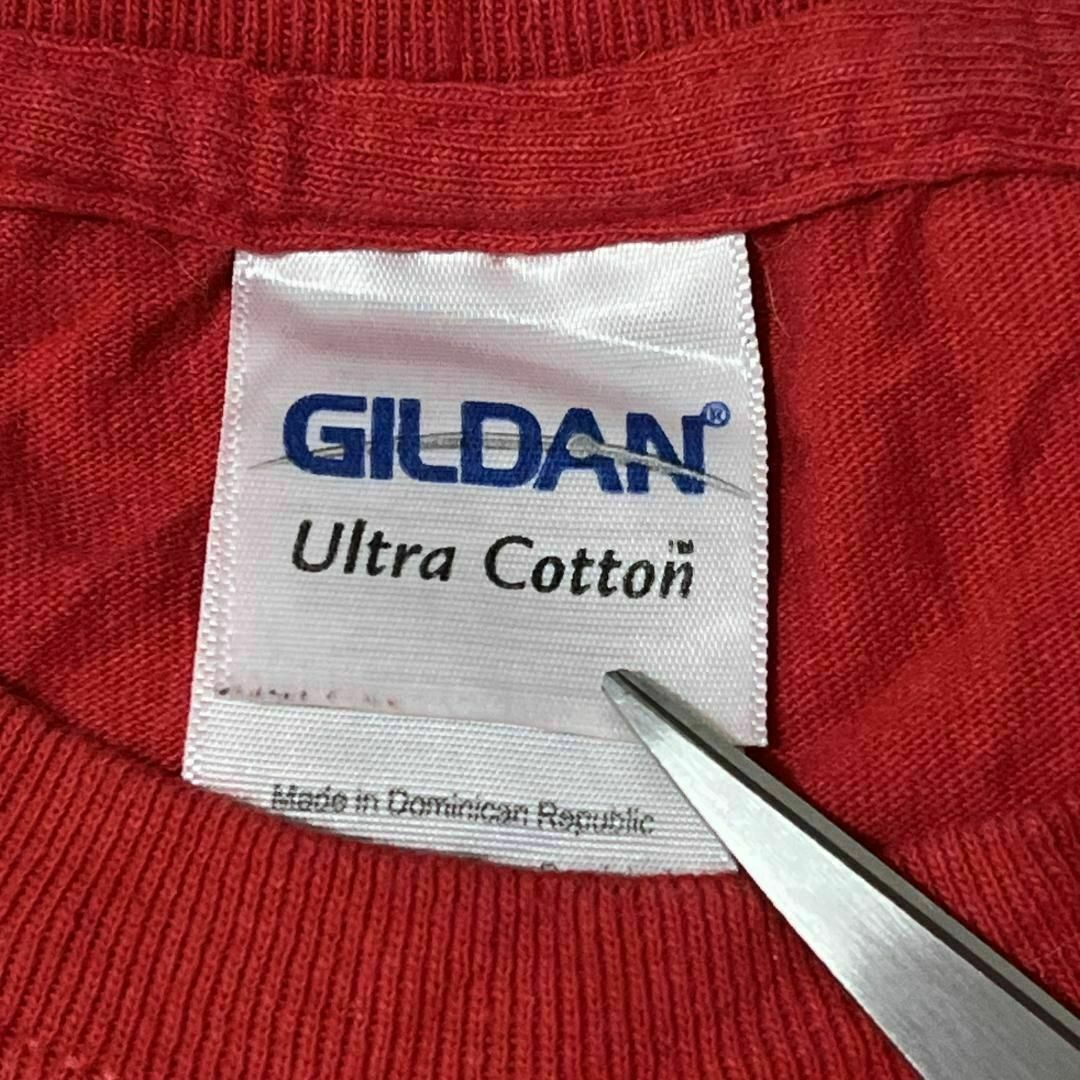 GILDAN®
Ultra Cotton™
Made in Dominican Republic